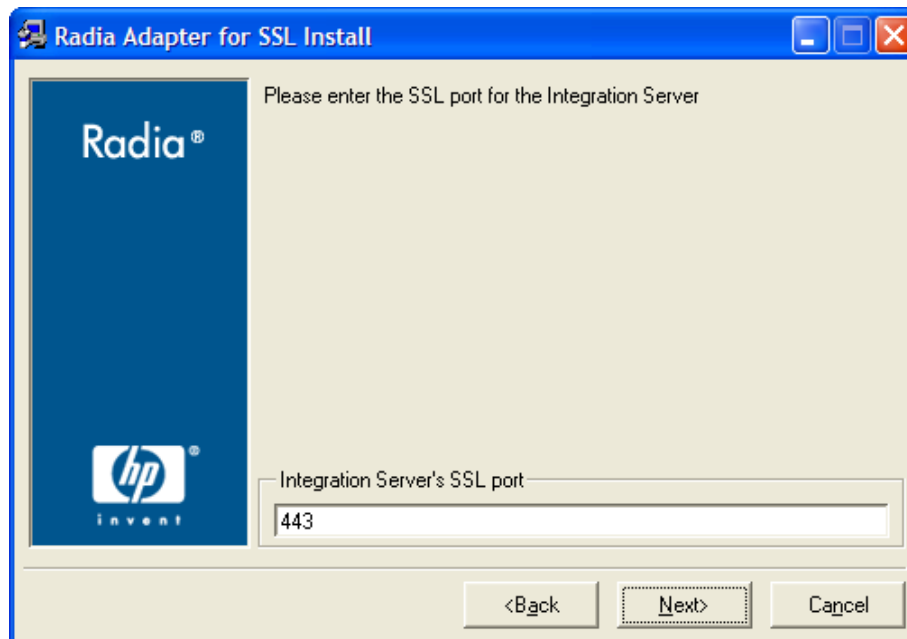 Radia Adapter for SSL Install
Please enter the SSL port for the Integration Server
Radia®
hp®
invent
Integration Server's SSL port
443
<Back
Next>
Cancel